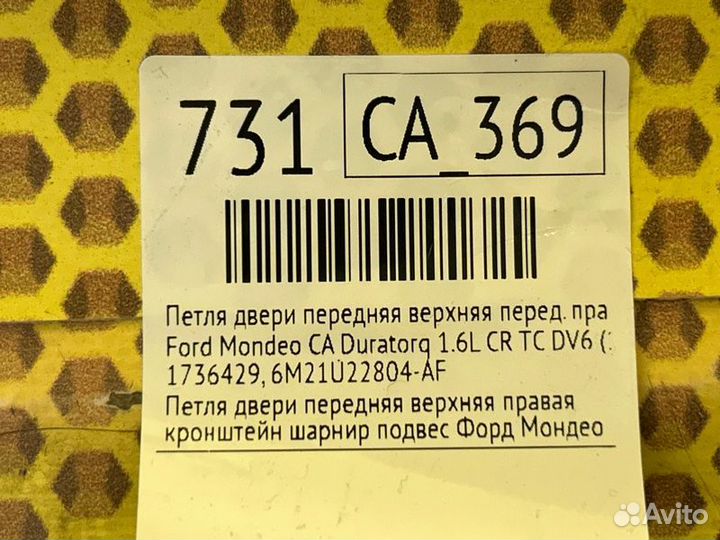 731 CA_369
Петля двери передняя верхняя перед. пра
Ford Mondeo CA Duratorq 1.6L CR TC DV6 (
1736429, 6M21U22804-AF
Петля двери передняя верхняя правая
кронштейн шарнир подвес Форд Мондео
Avito